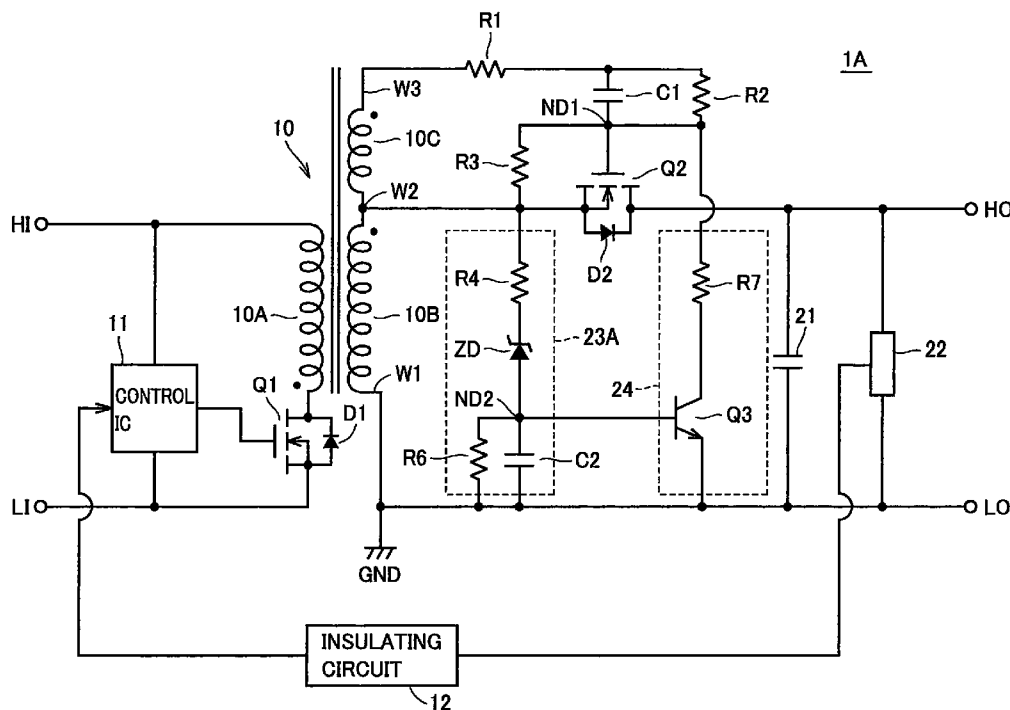 R1
1A
W3
C1
R2
ND1
10
10C
R3
Q2
W2
HI
HO
D2
R4
R7
10A
10B
21
11
ZD
23A
22
CONTROL
IC
Q1
W1
24
D1
ND2
Q3
R6
C2
LI
LO
GND
INSULATING
CIRCUIT
12